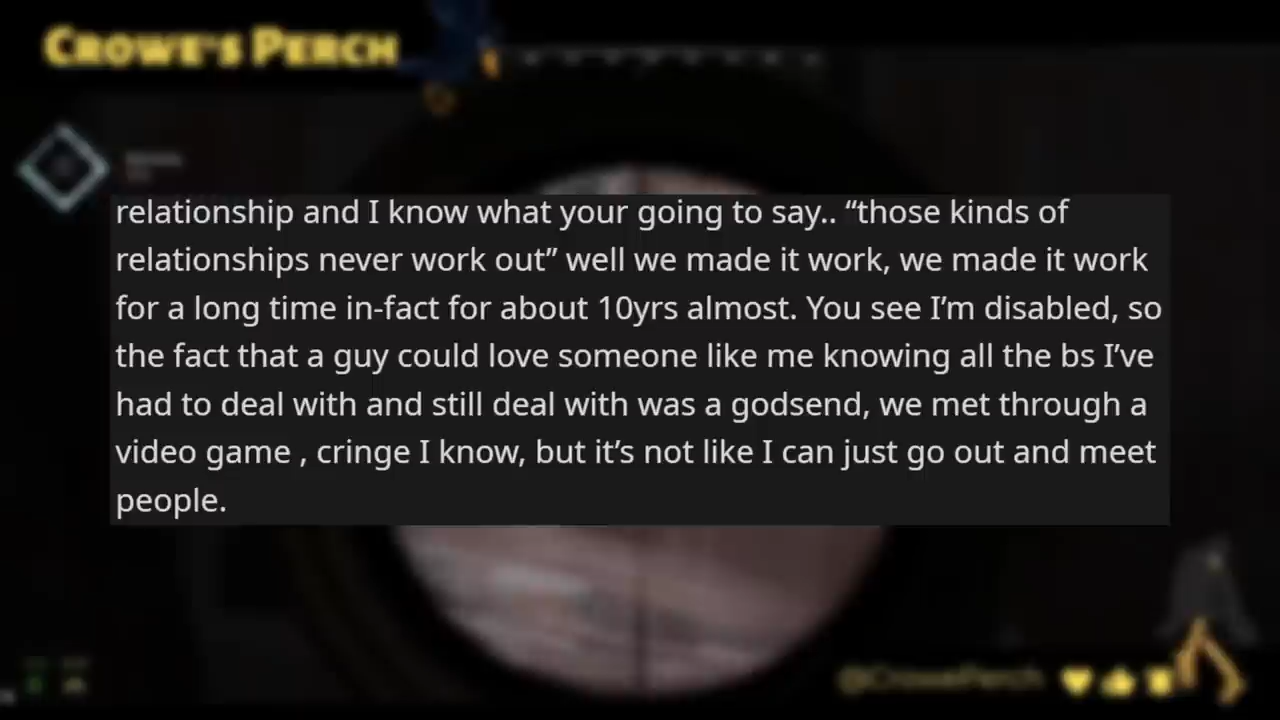 CROWE'S PERCH
relationship and I know what your going to say.. “those kinds of
relationships never work out” well we made it work, we made it work
for a long time in-fact for about 10yrs almost. You see I’m disabled, so
the fact that a guy could love someone like me knowing all the bs I’ve
had to deal with and still deal with was a godsend, we met through a
video game , cringe I know, but it’s not like I can just go out and meet
people.
@CrowePerch